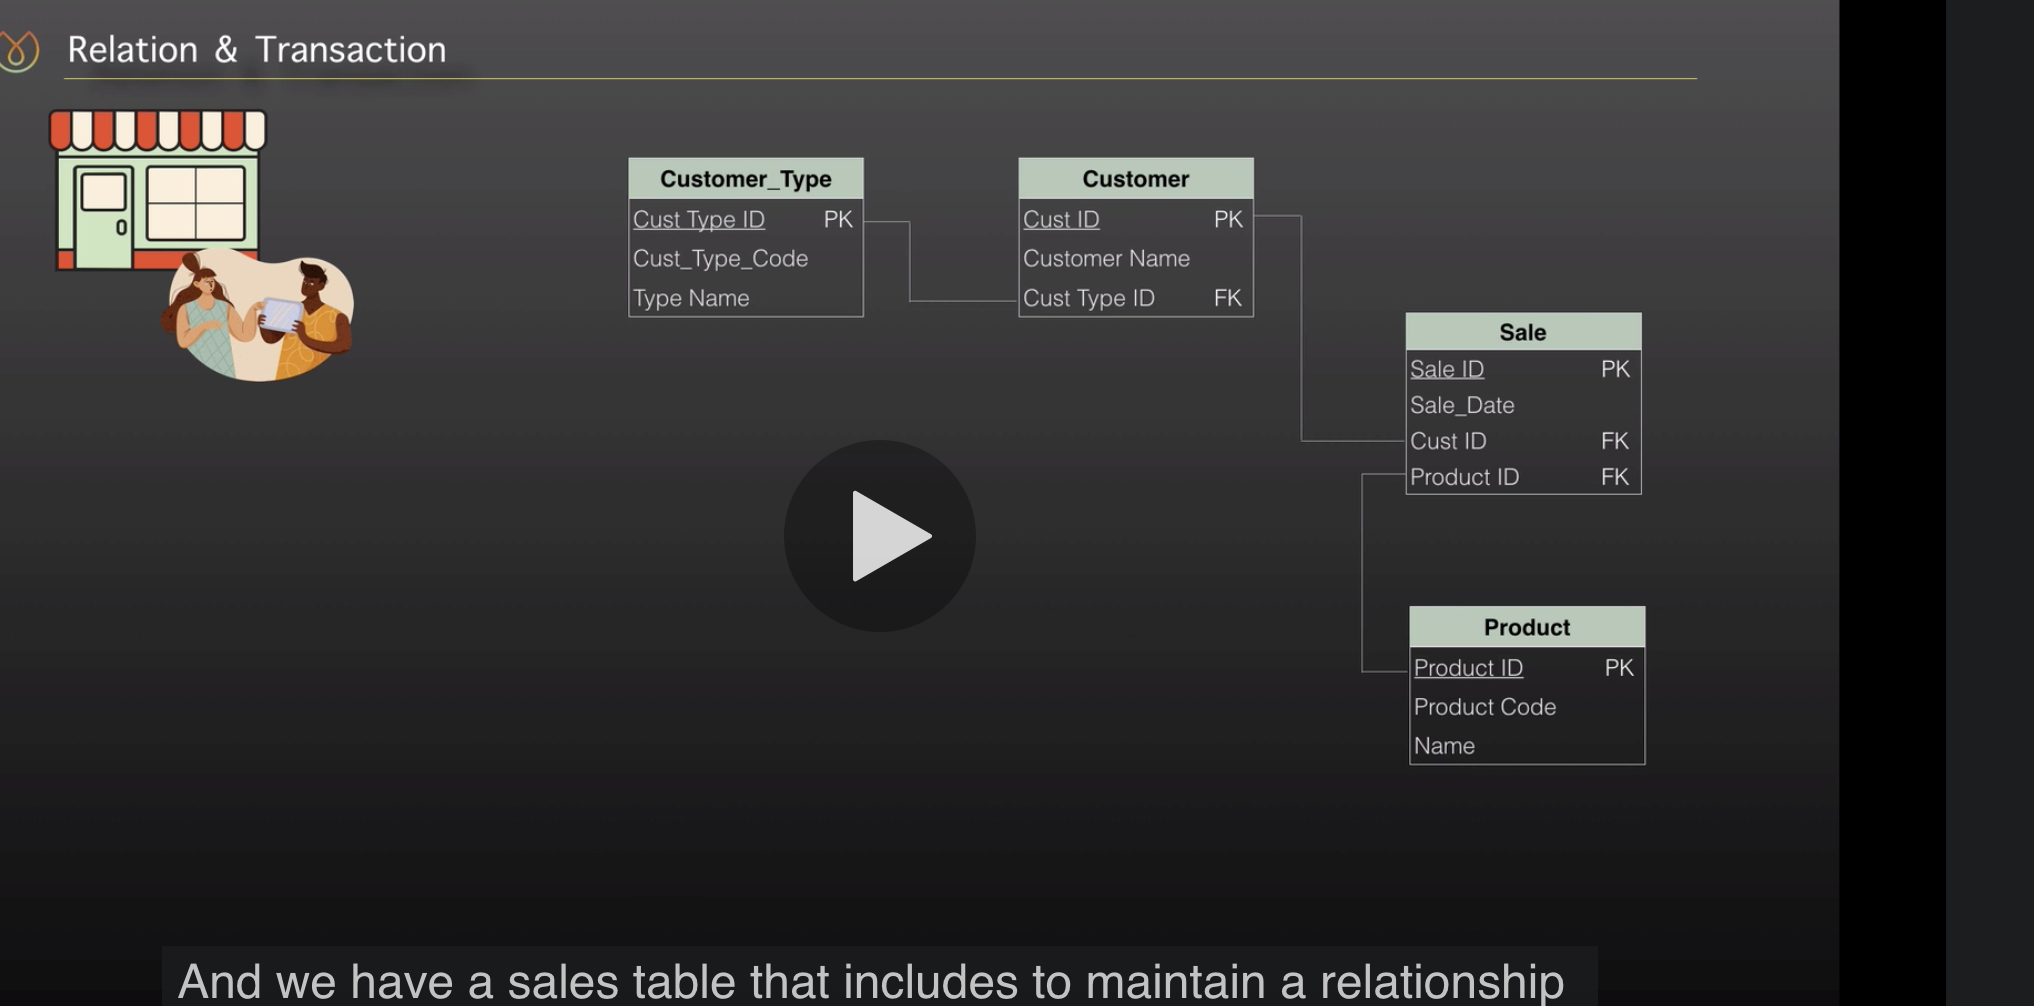 Relation & Transaction
Customer_Type
Cust Type ID PK
Cust_Type_Code
Type Name
Customer
Cust ID PK
Customer Name
Cust Type ID FK
Sale
Sale ID PK
Sale_Date
Cust ID FK
Product ID FK
Product
Product ID PK
Product Code
Name
And we have a sales table that includes to maintain a relationship